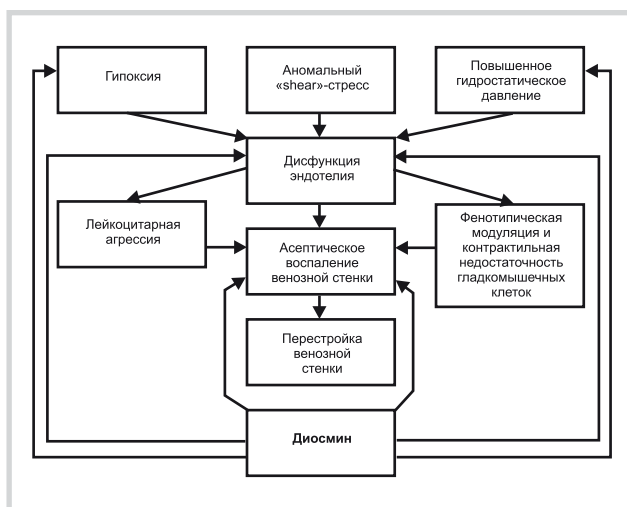 Гипоксия
Аномальный
«shear»-стресс
Повышенное
гидростатическое
давление
Дисфункция
эндотелия
Лейкоцитарная
агрессия
Асептическое
воспаление
венозной стенки
Фенотипическая
модуляция и
контрактильная
недостаточность
гладкомышечных
клеток
Перестройка
венозной
стенки
Диосмин